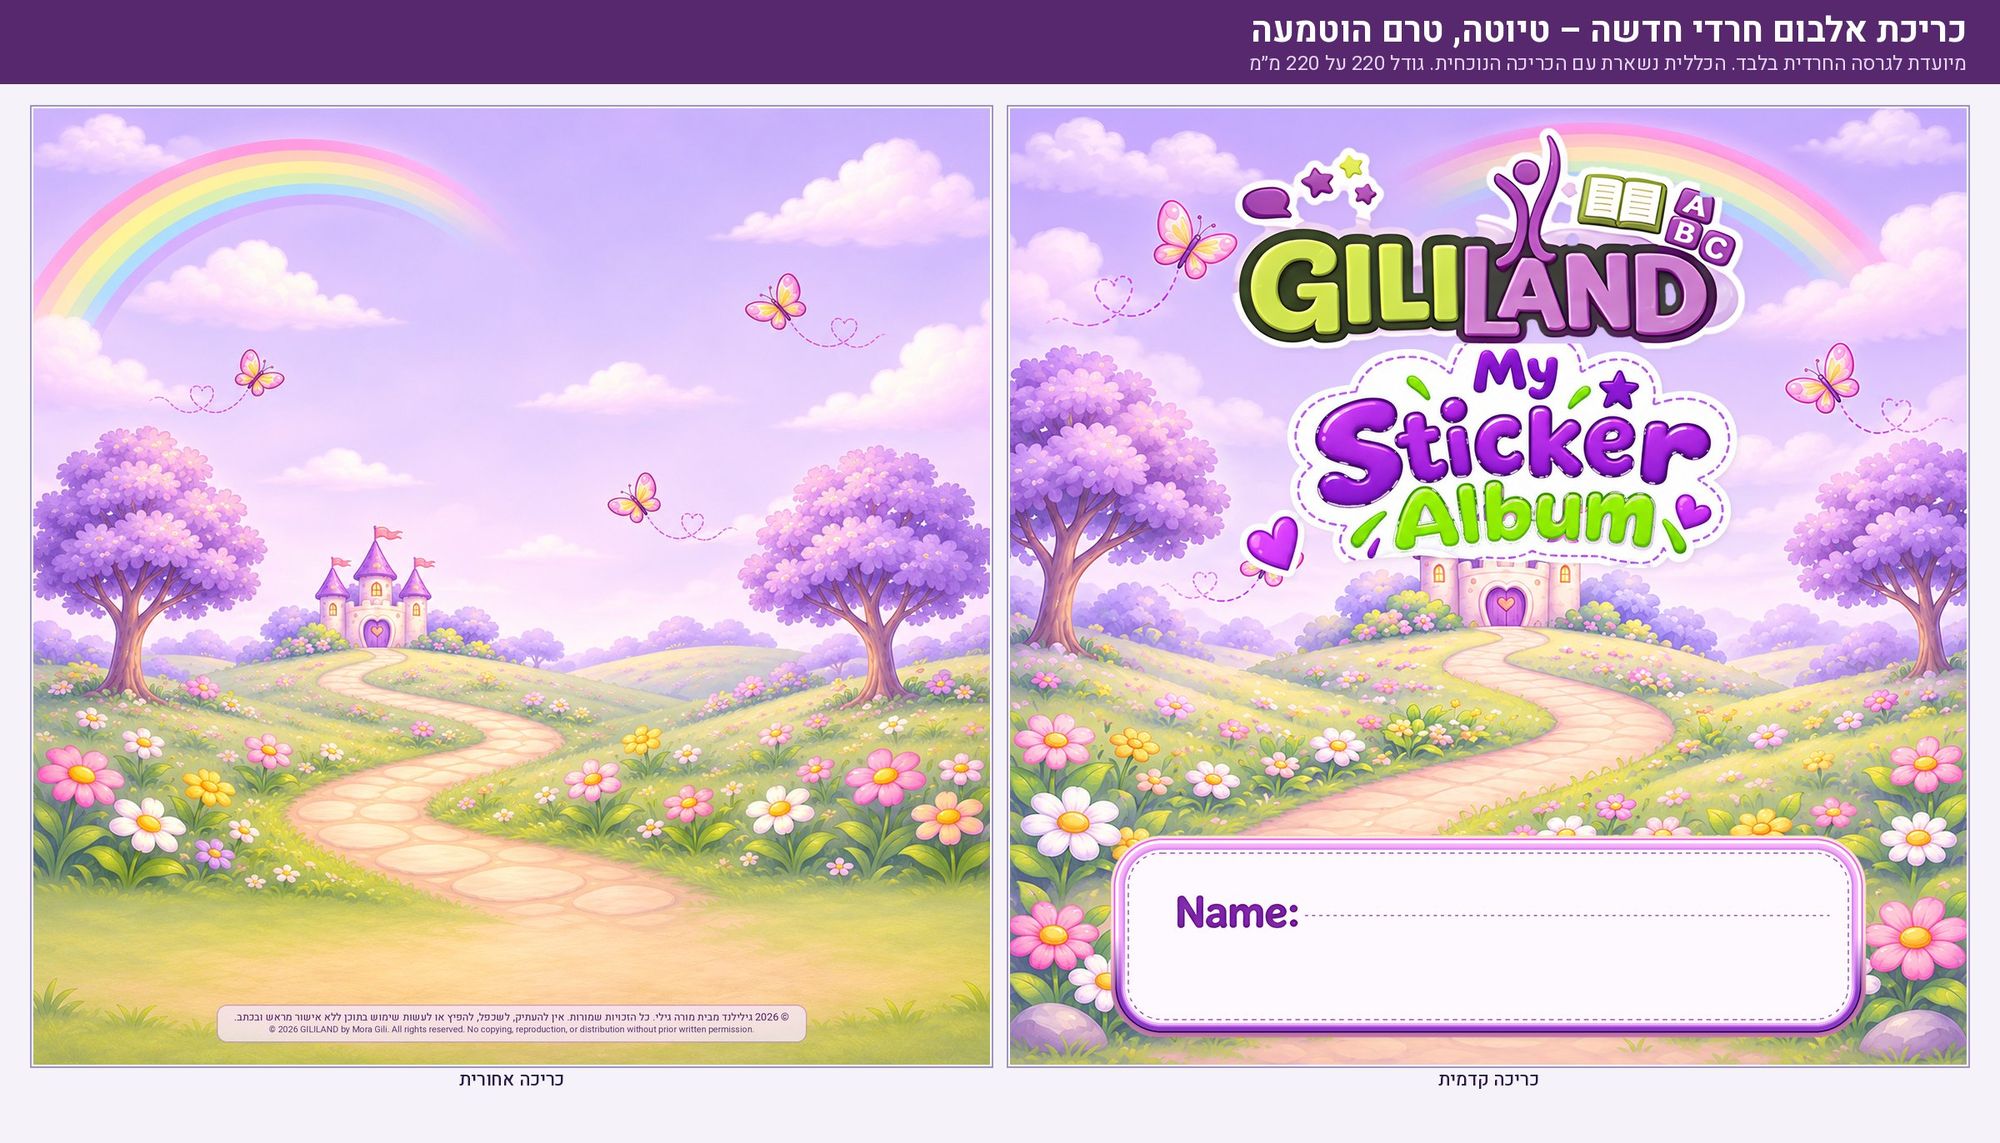 כריכת אלבום חרדי חדשה – טיוטה, טרם הוטמעה
מיועדת לגרסה החרדית בלבד. הכללית נשארת עם הכריכה הנוכחית. גודל 220 על 220 מ״מ
A
B C
GILILAND
My
Sticker
Album
Name:
כריכה קדמית
© 2026 גילילנד מבית מורה גילי. כל הזכויות שמורות. אין להעתיק, לשכפל, להפיץ או לעשות שימוש בתוכן ללא אישור מראש ובכתב.
© 2026 GILILAND by Mora Gili. All rights reserved. No copying, reproduction, or distribution without prior written permission.
כריכה אחורית